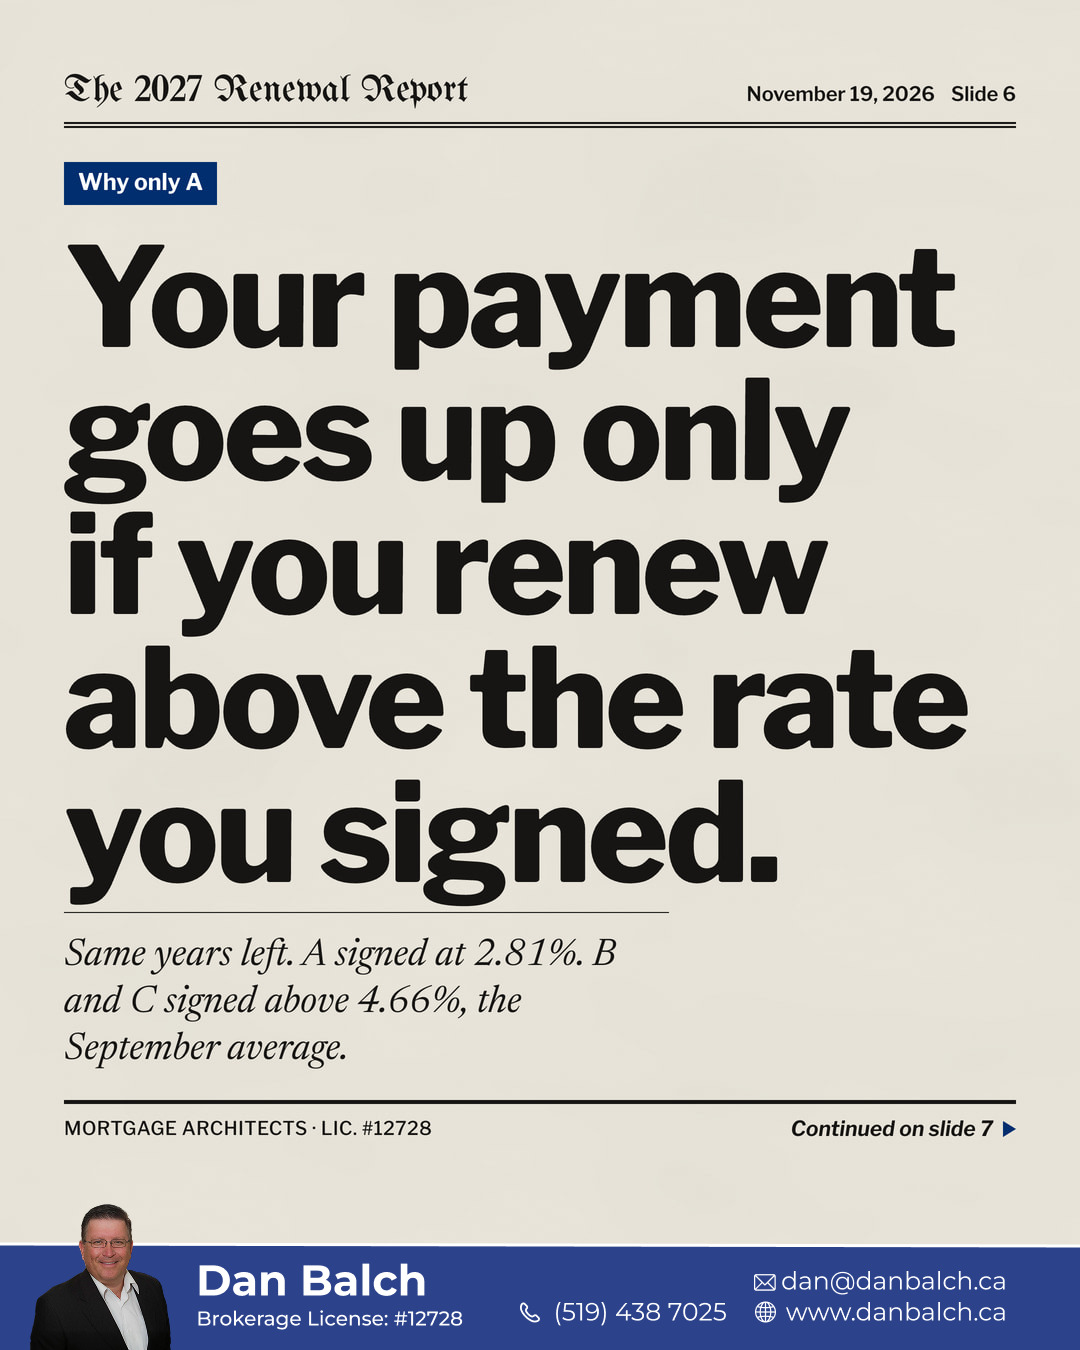 The 2027 Renewal Report
November 19, 2026 Slide 6
Why only A
Your payment
goes up only
if you renew
above the rate
you signed.
Same years left. A signed at 2.81%. B
and C signed above 4.66%, the
September average.
MORTGAGE ARCHITECTS · LIC. #12728
Continued on slide 7
Dan Balch
Brokerage License: #12728
(519) 438 7025
dan@danbalch.ca
www.danbalch.ca